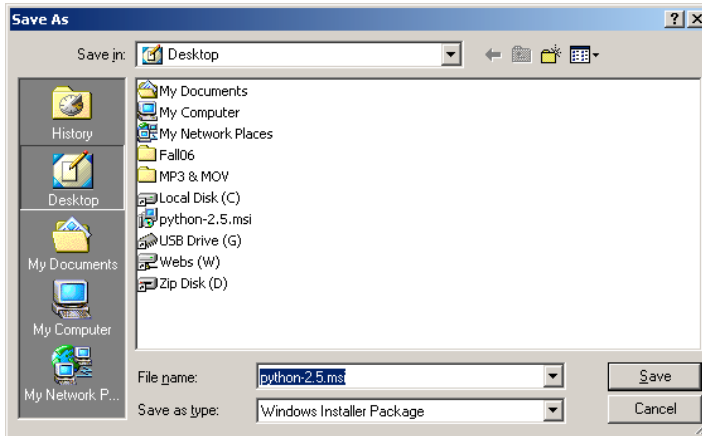 Save As
Save in: Desktop
History
Desktop
My Documents
My Computer
My Network P...
My Documents
My Computer
My Network Places
Fall06
MP3 & MOV
Local Disk (C)
python-2.5.msi
USB Drive (G)
Webs (W)
Zip Disk (D)
File name: python-2.5.msi Save
Save as type: Windows Installer Package Cancel